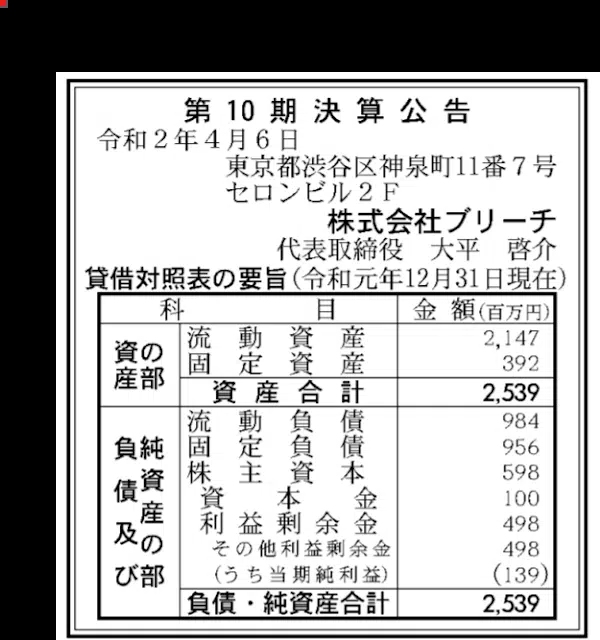 第10期決算公告
令和2年4月6日
東京都渋谷区神泉町11番7号
セロンビル2F
株式会社ブリーチ
代表取締役 大平 啓介
貸借対照表の要旨(令和元年12月31日現在)
科目 金額(百万円)
資産の部
流動資産 2,147
固定資産 392
資産合計 2,539
負債及び純資産の部
流動負債 984
固定負債 956
株主資本 598
資本金 100
利益剰余金 498
その他利益剰余金 498
(うち当期純利益) (139)
負債・純資産合計 2,539